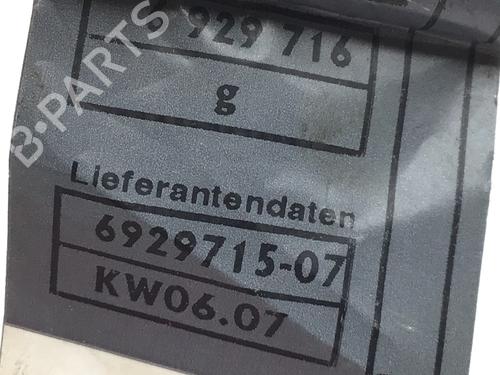 929 716
g
Lieferantendaten
6929715-07
KW06.07
B-PARTS